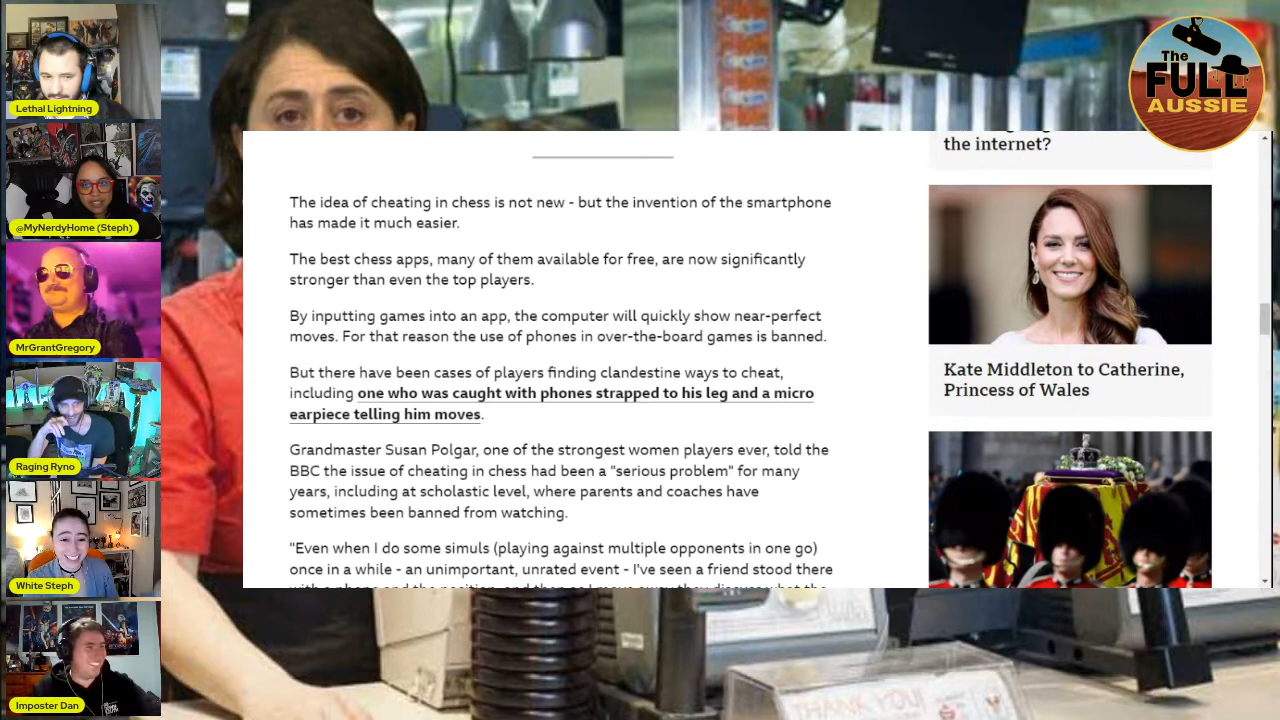 Lethal Lightning
@MyNerdyHome (Steph)
MrGrantGregory
Raging Ryno
White Steph
Imposter Dan
The idea of cheating in chess is not new - but the invention of the smartphone
has made it much easier.
The best chess apps, many of them available for free, are now significantly
stronger than even the top players.
By inputting games into an app, the computer will quickly show near-perfect
moves. For that reason the use of phones in over-the-board games is banned.
But there have been cases of players finding clandestine ways to cheat,
including one who was caught with phones strapped to his leg and a micro
earpiece telling him moves.
Grandmaster Susan Polgar, one of the strongest women players ever, told the
BBC the issue of cheating in chess had been a "serious problem" for many
years, including at scholastic level, where parents and coaches have
sometimes been banned from watching.
"Even when I do some simuls (playing against multiple opponents in one go)
once in a while - an unimportant, unrated event - I've seen a friend stood there
the internet?
Kate Middleton to Catherine,
Princess of Wales
The
FULL
AUSSIE
THANK YOU